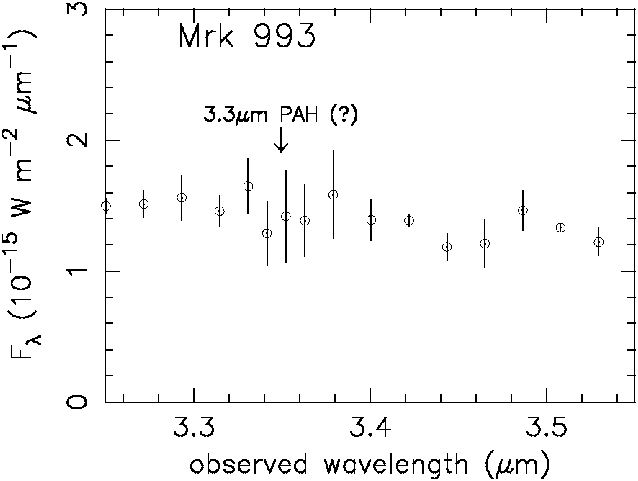 Mrk 993
3.3μm PAH (?)
3
2
1
0
F_λ (10^−15 W m^−2 μm^−1)
3.3 3.4 3.5
observed wavelength (μm)